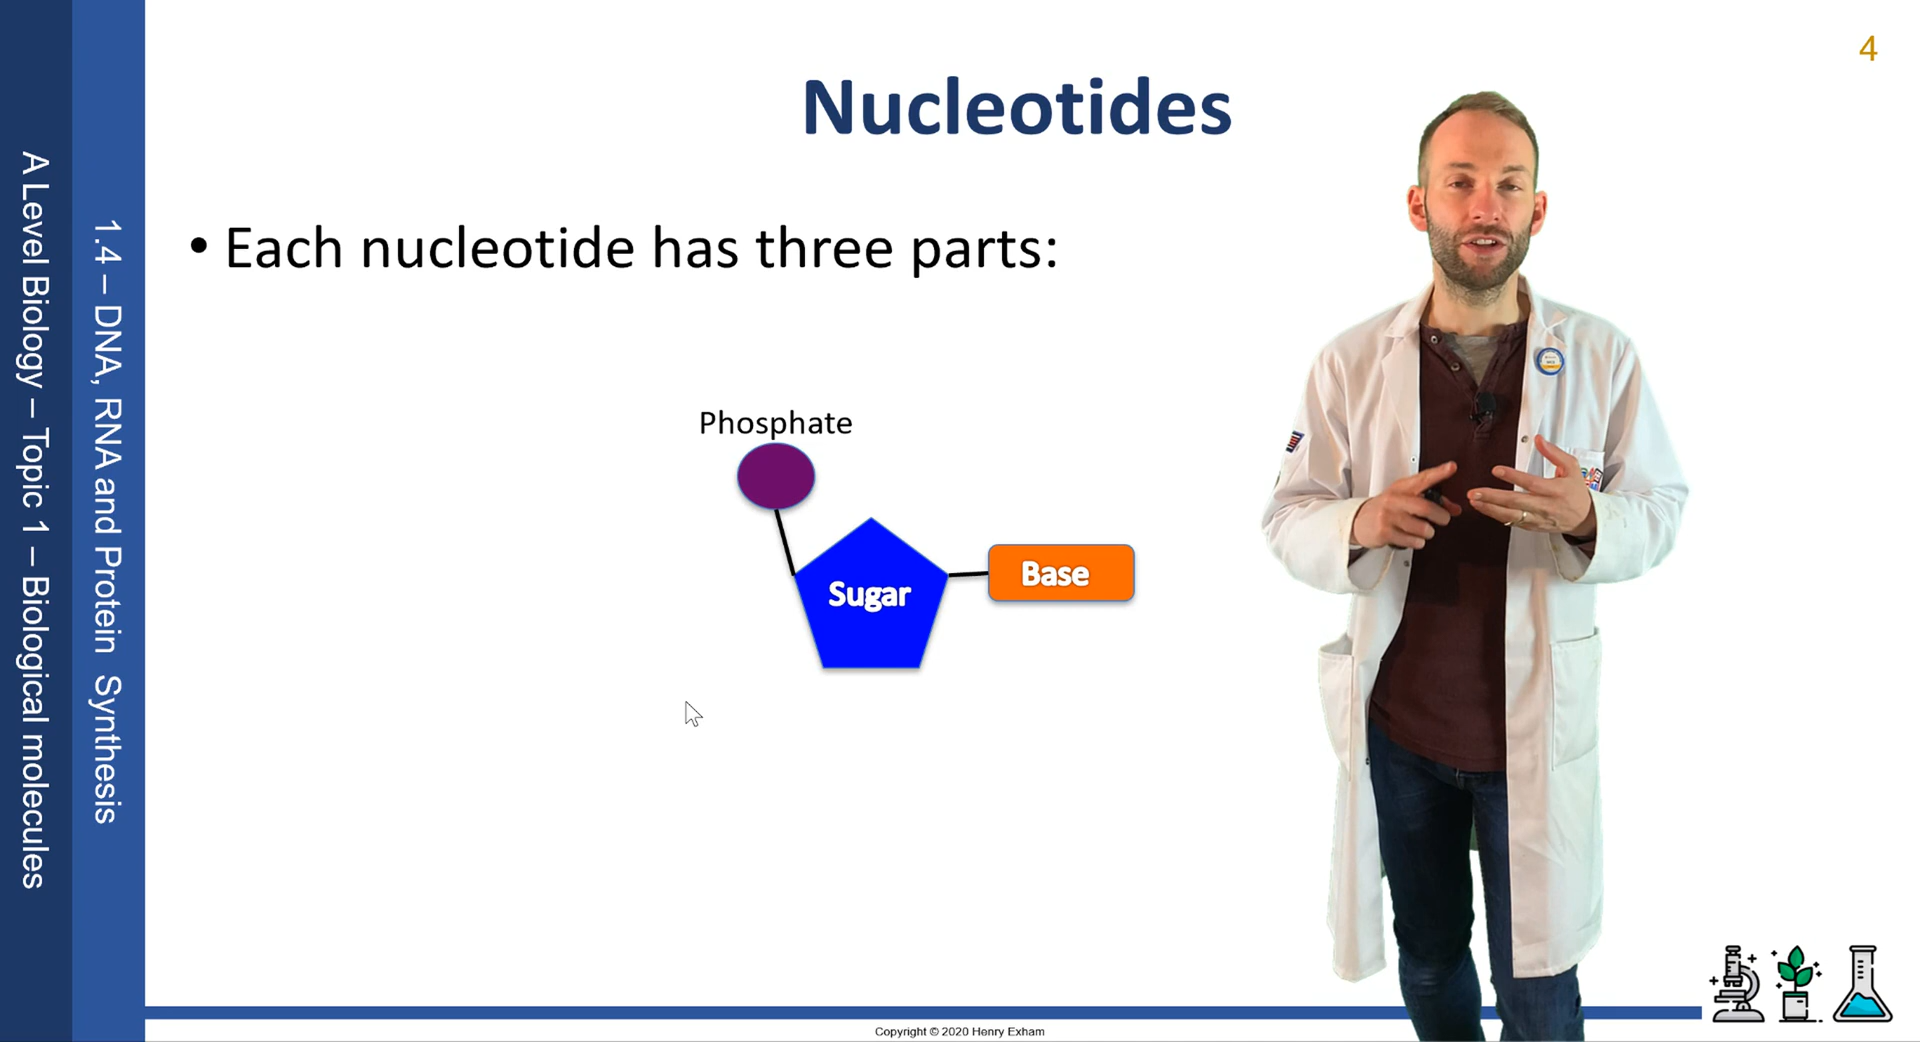 4
Nucleotides
• Each nucleotide has three parts:
Phosphate
Sugar
Base
A Level Biology – Topic 1 – Biological molecules
1.4 – DNA, RNA and Protein Synthesis
Copyright © 2020 Henry Exham